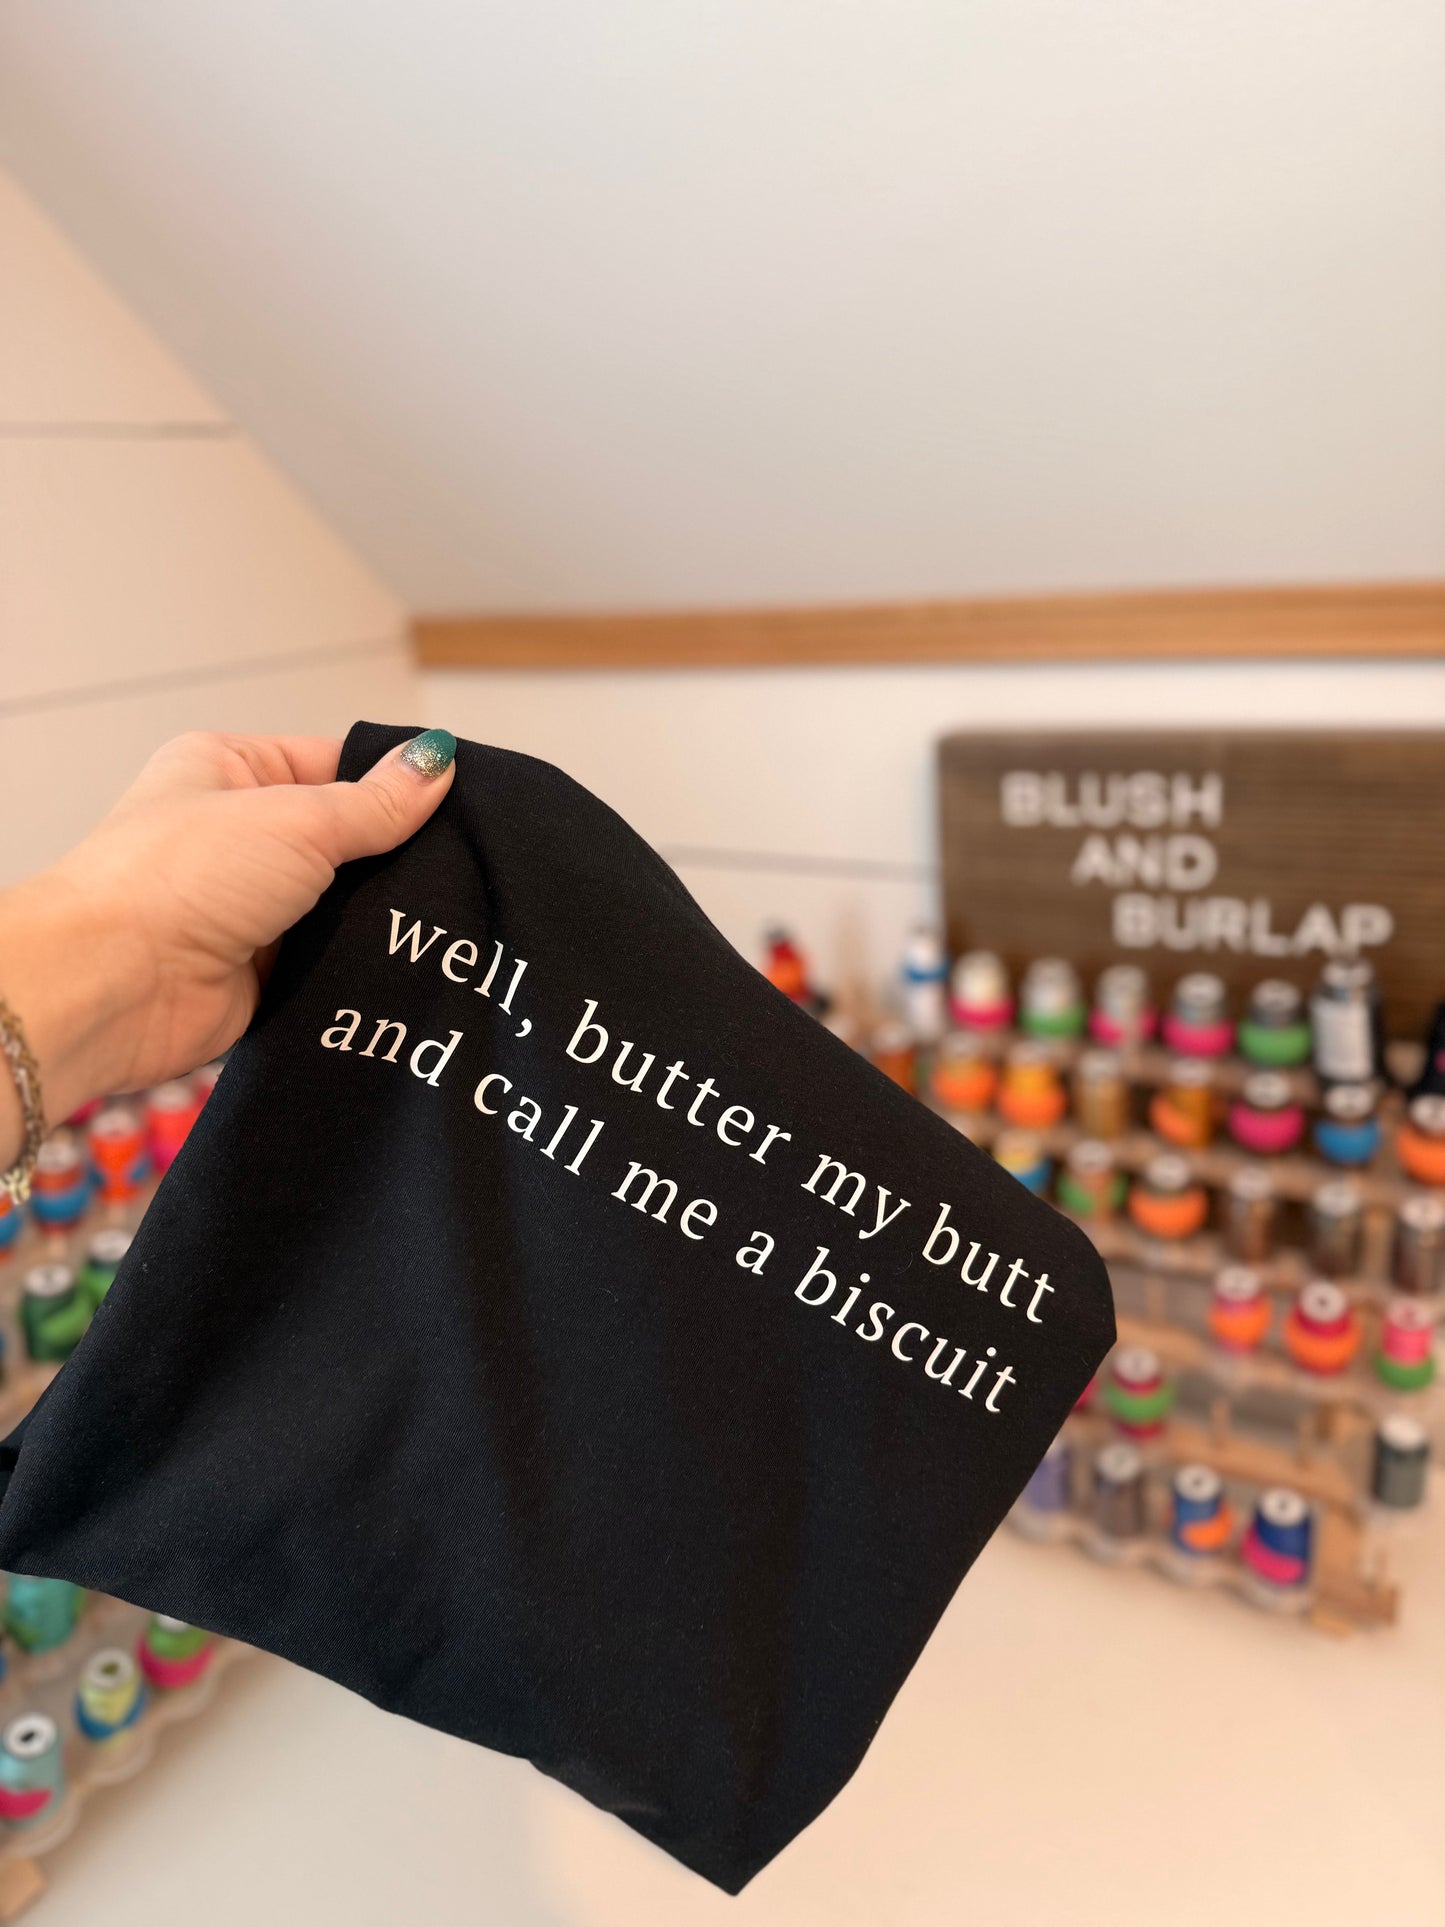 BLUSH
AND
BURLAP
well, butter my butt
and call me a biscuit